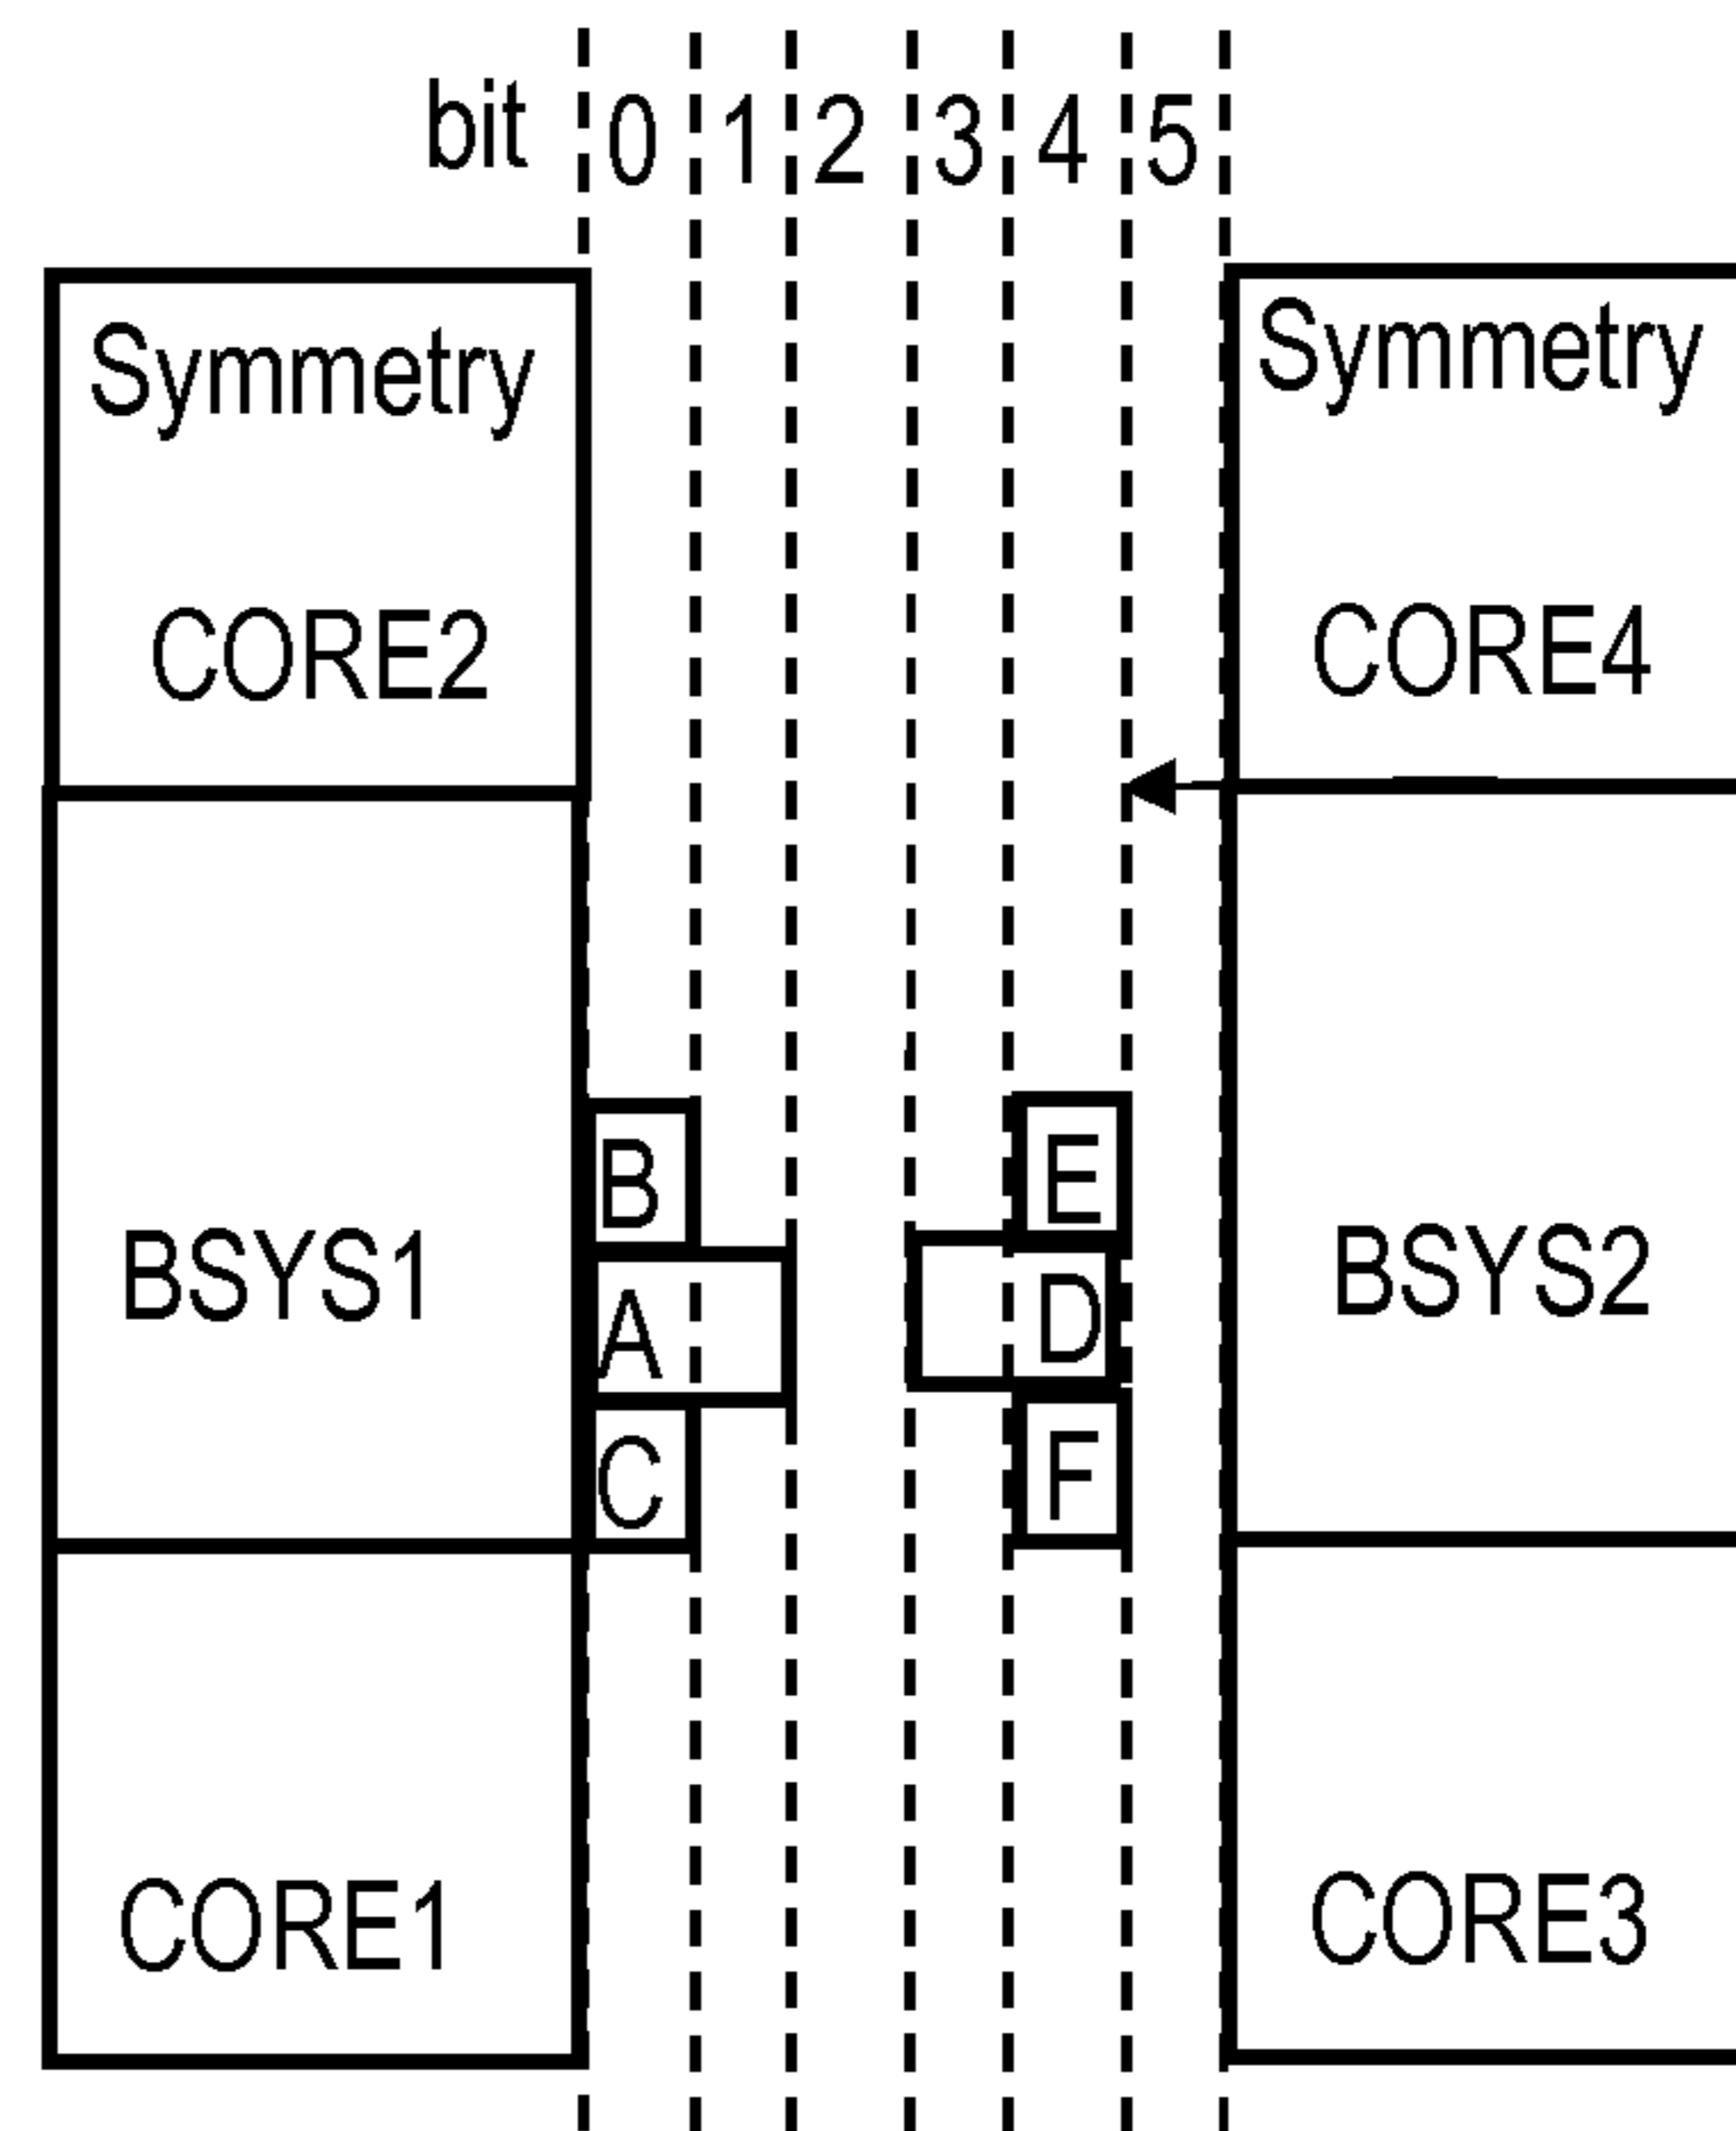 bit 0 1 2 3 4 5
Symmetry Symmetry
CORE2 CORE4
B E
BSYS1 BSYS2
A D
C F
CORE1 CORE3